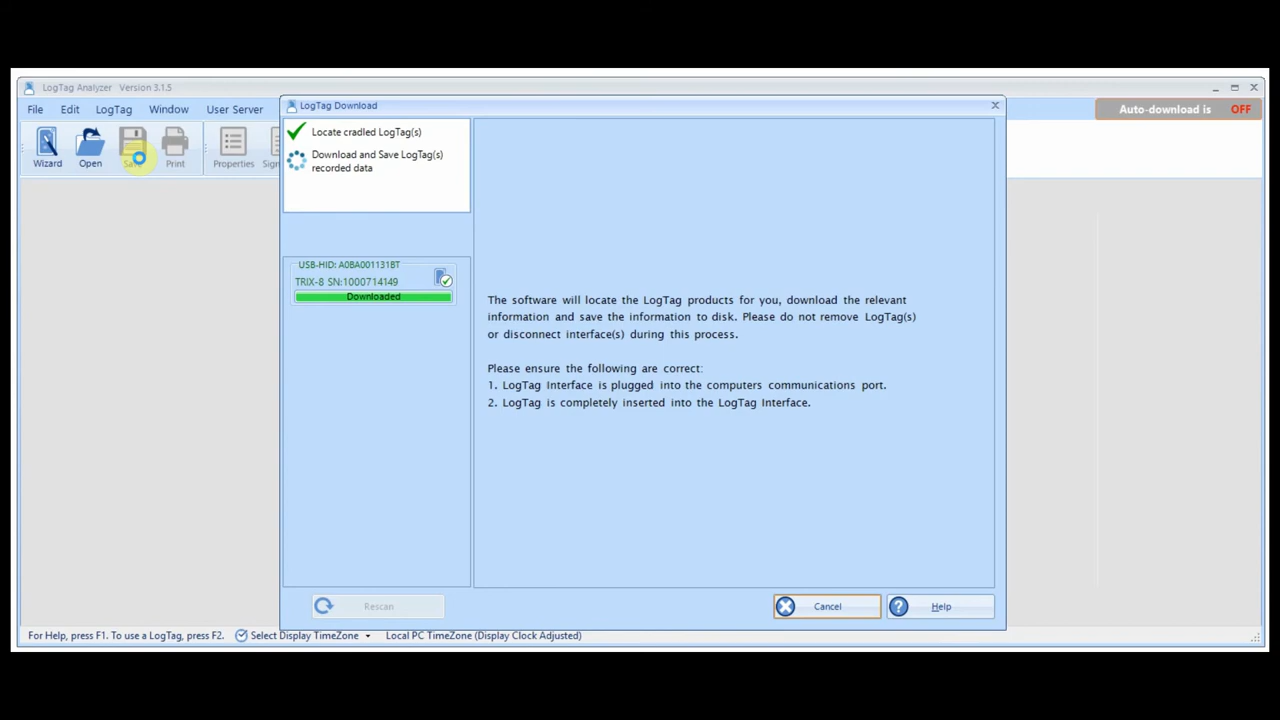 LogTag Analyzer Version 3.1.5
File Edit LogTag Window User Server
Auto-download is OFF
Wizard Open Save Print Properties
LogTag Download
Locate cradled LogTag(s)
Download and Save LogTag(s)
recorded data
USB-HID: A0BA001131BT
TRIX-8 SN:1000714149
Downloaded
The software will locate the LogTag products for you, download the relevant
information and save the information to disk. Please do not remove LogTag(s)
or disconnect interface(s) during this process.
Please ensure the following are correct:
1. LogTag Interface is plugged into the computers communications port.
2. LogTag is completely inserted into the LogTag Interface.
Rescan
Cancel
Help
For Help, press F1. To use a LogTag, press F2. Select Display TimeZone Local PC TimeZone (Display Clock Adjusted)